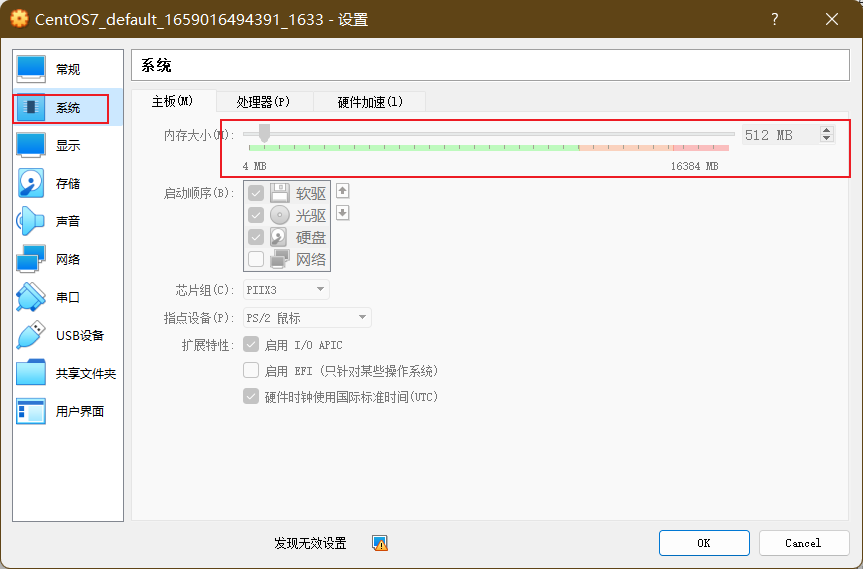 CentOS7_default_1659016494391_1633 - 设置
?
常规
系统
显示
存储
声音
网络
串口
USB设备
共享文件夹
用户界面
系统
主板(M) 处理器(P) 硬件加速(l)
内存大小(M): 512 MB
4 MB 16384 MB
启动顺序(B): 软驱
光驱
硬盘
网络
芯片组(C): PIIX3
指点设备(P): PS/2 鼠标
扩展特性: 启用 I/O APIC
启用 EFI (只针对某些操作系统)
硬件时钟使用国际标准时间(UTC)
发现无效设置 OK Cancel